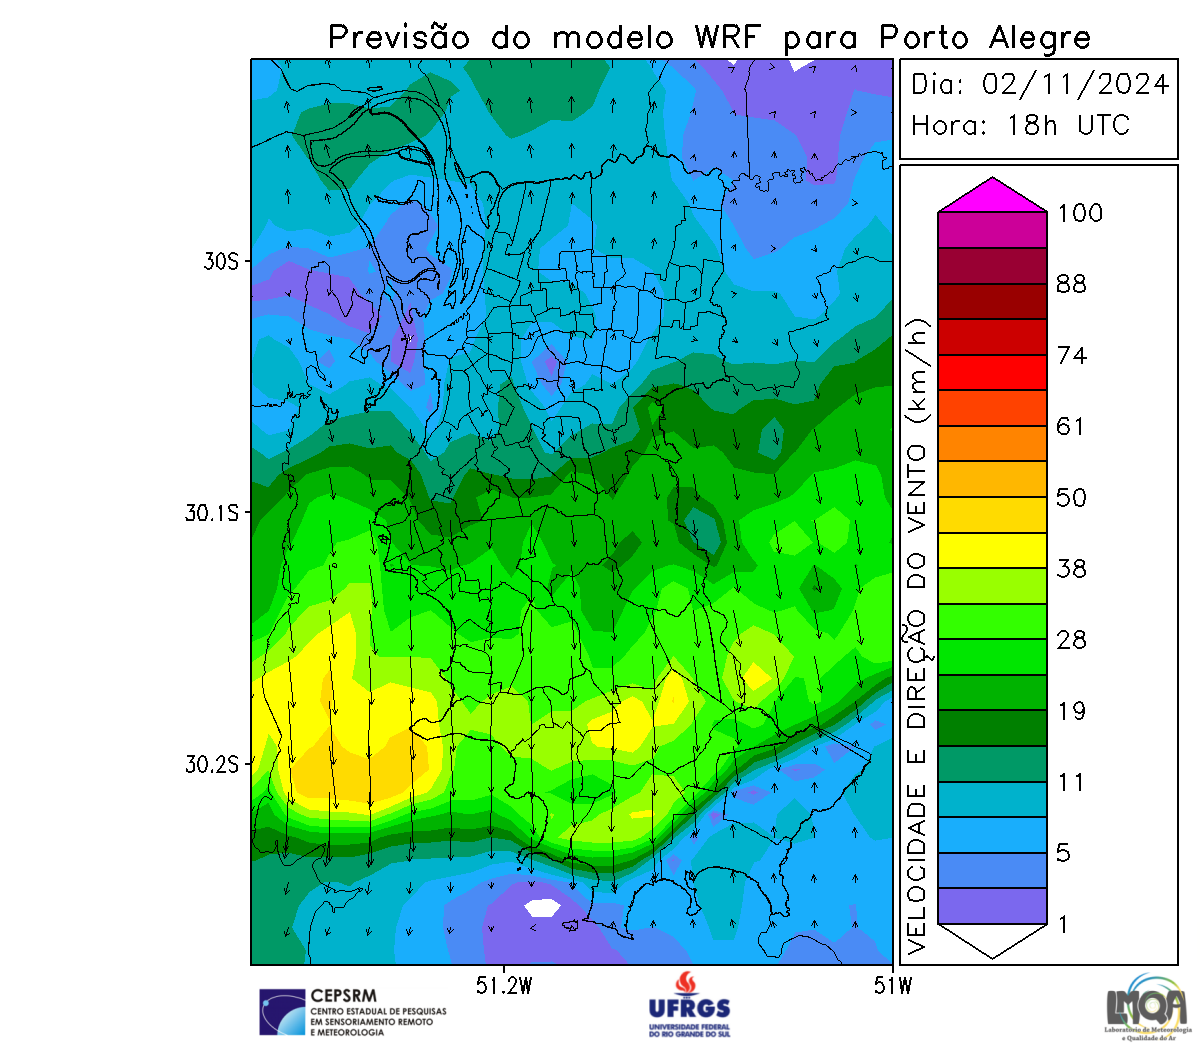 Previsão do modelo WRF para Porto Alegre
Dia: 02/11/2024
Hora: 18h UTC
30S
30.1S
30.2S
51.2W
51W
VELOCIDADE E DIREÇÃO DO VENTO (km/h)
100
88
74
61
50
38
28
19
11
5
1
CEPSRM
CENTRO ESTADUAL DE PESQUISAS
EM SENSORIAMENTO REMOTO
E METEOROLOGIA
UFRGS
UNIVERSIDADE FEDERAL
DO RIO GRANDE DO SUL
LMQA
Laboratório de Meteorologia
e Qualidade do Ar